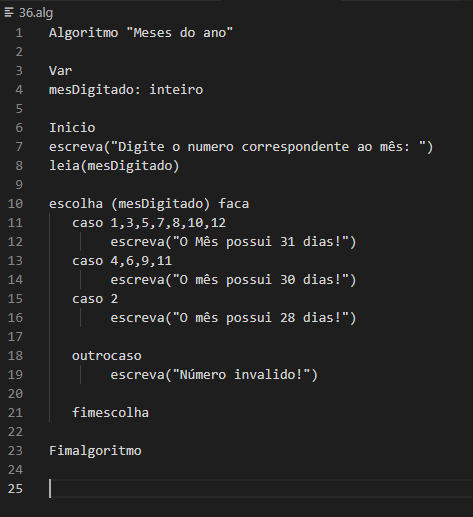 36.alg
1 Algoritmo "Meses do ano"
2
3 Var
4 mesDigitado: inteiro
5
6 Inicio
7 escreva("Digite o numero correspondente ao mês: ")
8 leia(mesDigitado)
9
10 escolha (mesDigitado) faca
11 caso 1,3,5,7,8,10,12
12 escreva("O Mês possui 31 dias!")
13 caso 4,6,9,11
14 escreva("O mês possui 30 dias!")
15 caso 2
16 escreva("O mês possui 28 dias!")
17
18 outrocaso
19 escreva("Número invalido!")
20
21 fimescolha
22
23 Fimalgoritmo
24
25